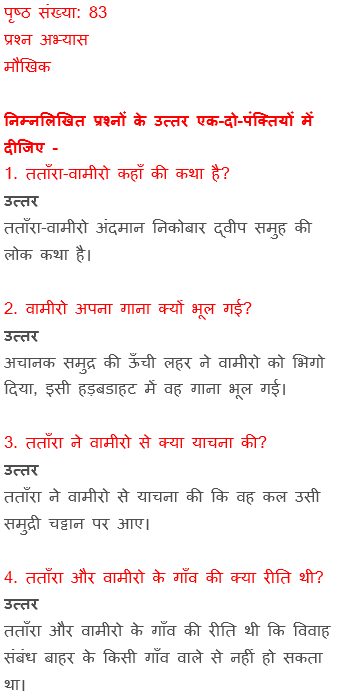 पृष्ठ संख्या: 83
प्रश्न अभ्यास
मौखिक
निम्नलिखित प्रश्नों के उत्तर एक-दो-पंक्तियों में
दीजिए -
1. तताँरा-वामीरो कहाँ की कथा है?
उत्तर
तताँरा-वामीरो अंदमान निकोबार द्वीप समुह की
लोक कथा है।
2. वामीरो अपना गाना क्यों भूल गई?
उत्तर
अचानक समुद्र की ऊँची लहर ने वामीरो को भिगो
दिया, इसी हड़बडाहट में वह गाना भूल गई।
3. तताँरा ने वामीरो से क्या याचना की?
उत्तर
तताँरा ने वामीरो से याचना की कि वह कल उसी
समुद्री चट्टान पर आए।
4. तताँरा और वामीरो के गाँव की क्या रीति थी?
उत्तर
तताँरा और वामीरो के गाँव की रीति थी कि विवाह
संबंध बाहर के किसी गाँव वाले से नहीं हो सकता
था।